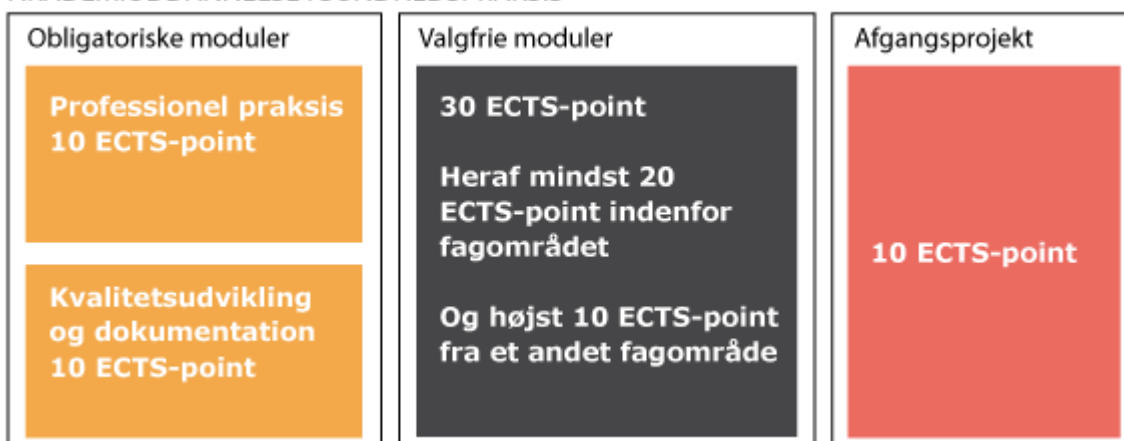 Obligatoriske moduler
Professionel praksis
10 ECTS-point
Kvalitetsudvikling
og dokumentation
10 ECTS-point
Valgfrie moduler
30 ECTS-point
Heraf mindst 20
ECTS-point indenfor
fagområdet
Og højst 10 ECTS-point
fra et andet fagområde
Afgangsprojekt
10 ECTS-point